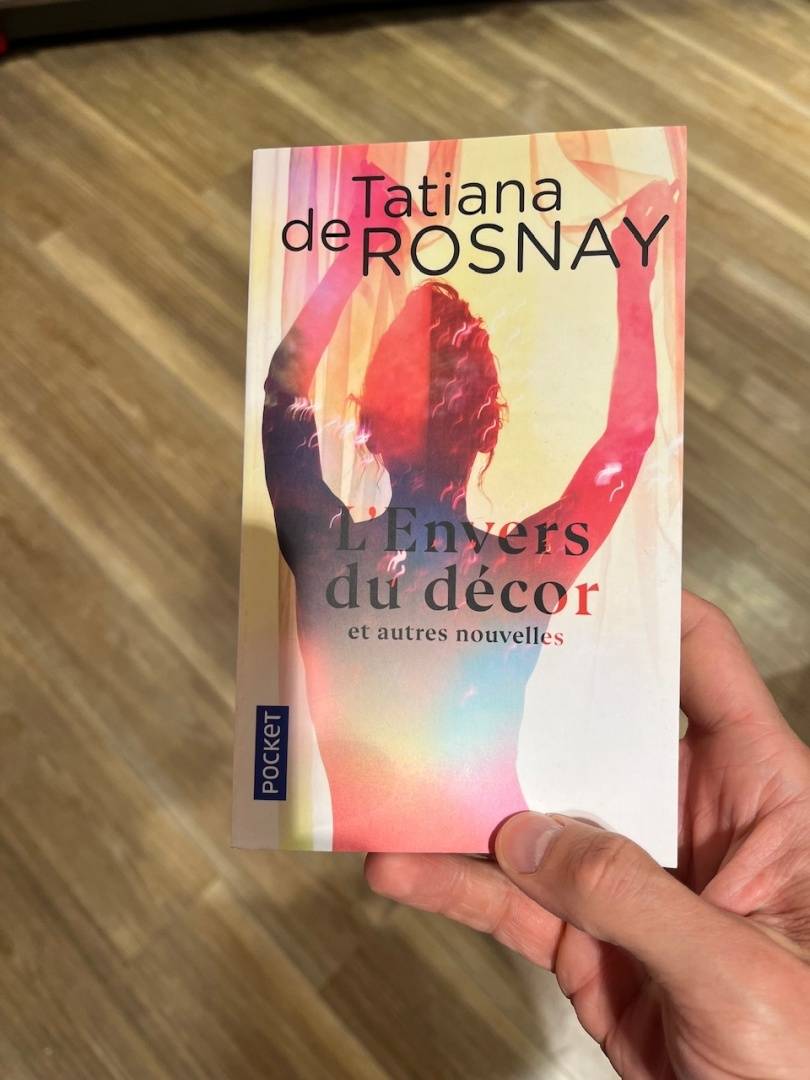 Tatiana
de ROSNAY
L'Envers
du décor
et autres nouvelles
POCKET